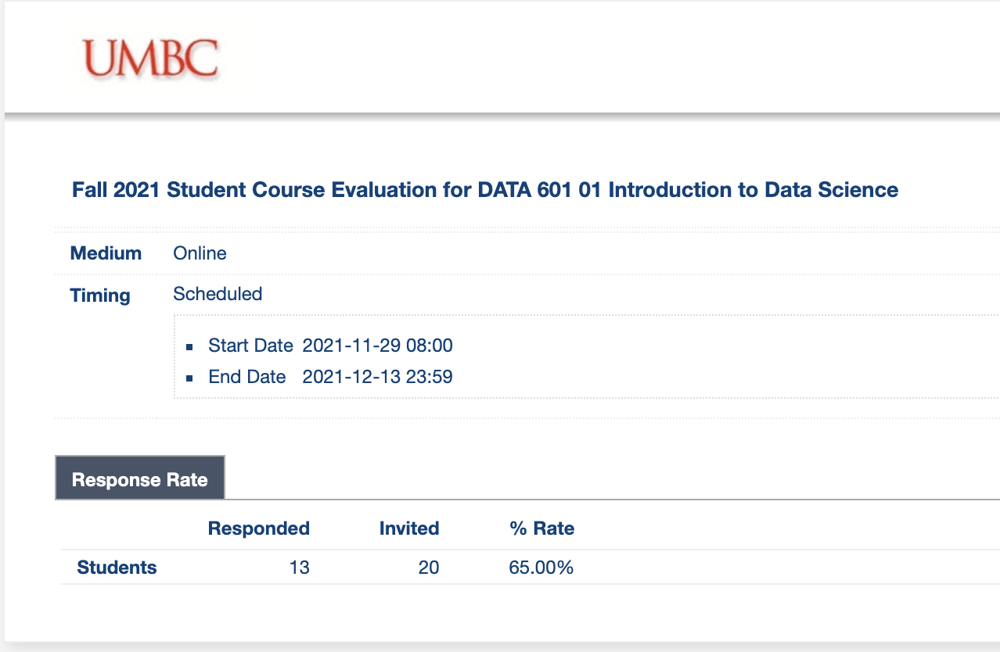 UMBC
Fall 2021 Student Course Evaluation for DATA 601 01 Introduction to Data Science
Medium Online
Timing Scheduled
Start Date 2021-11-29 08:00
End Date 2021-12-13 23:59
Response Rate
Responded Invited % Rate
Students 13 20 65.00%